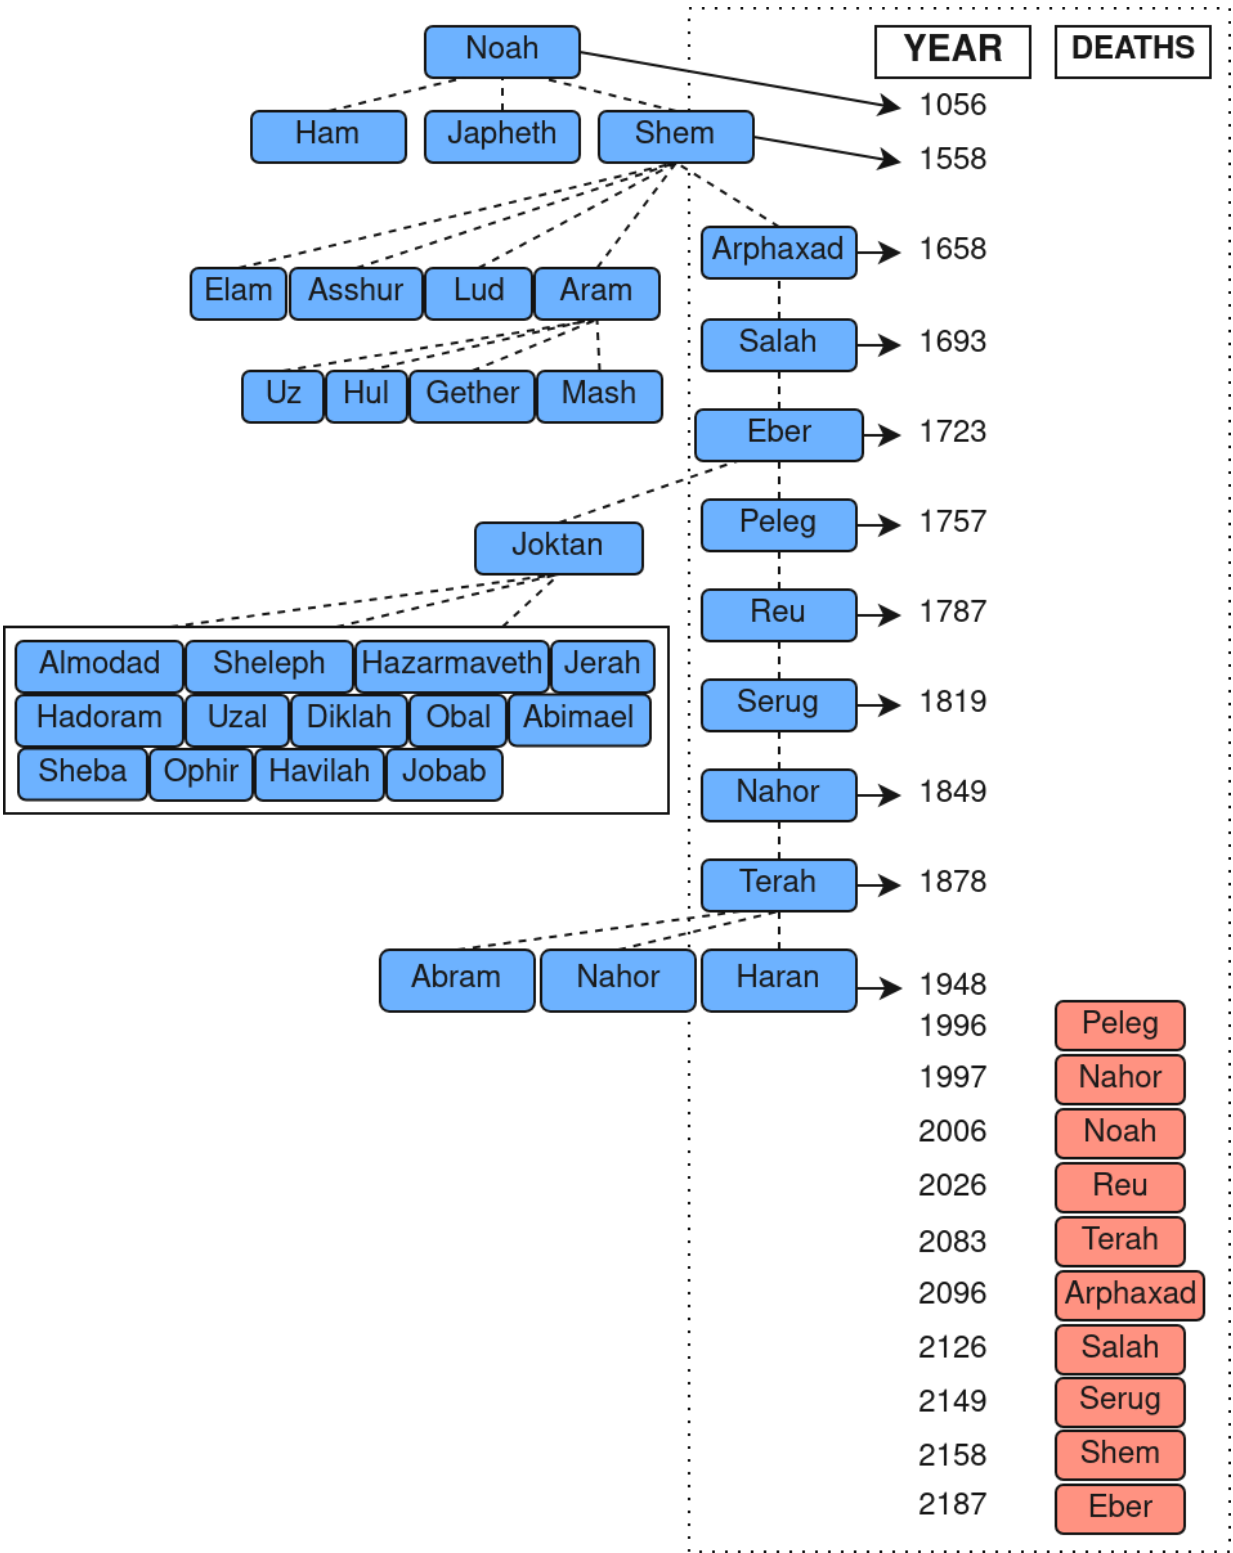 Noah
YEAR
DEATHS
1056
Ham
Japheth
Shem
1558
Arphaxad
1658
Elam
Asshur
Lud
Aram
Salah
1693
Uz
Hul
Gether
Mash
Eber
1723
Peleg
1757
Joktan
Reu
1787
Almodad
Sheleph
Hazarmaveth
Jerah
Hadoram
Uzal
Diklah
Obal
Abimael
Serug
1819
Sheba
Ophir
Havilah
Jobab
Nahor
1849
Terah
1878
Abram
Nahor
Haran
1948
1996
Peleg
1997
Nahor
2006
Noah
2026
Reu
2083
Terah
2096
Arphaxad
2126
Salah
2149
Serug
2158
Shem
2187
Eber